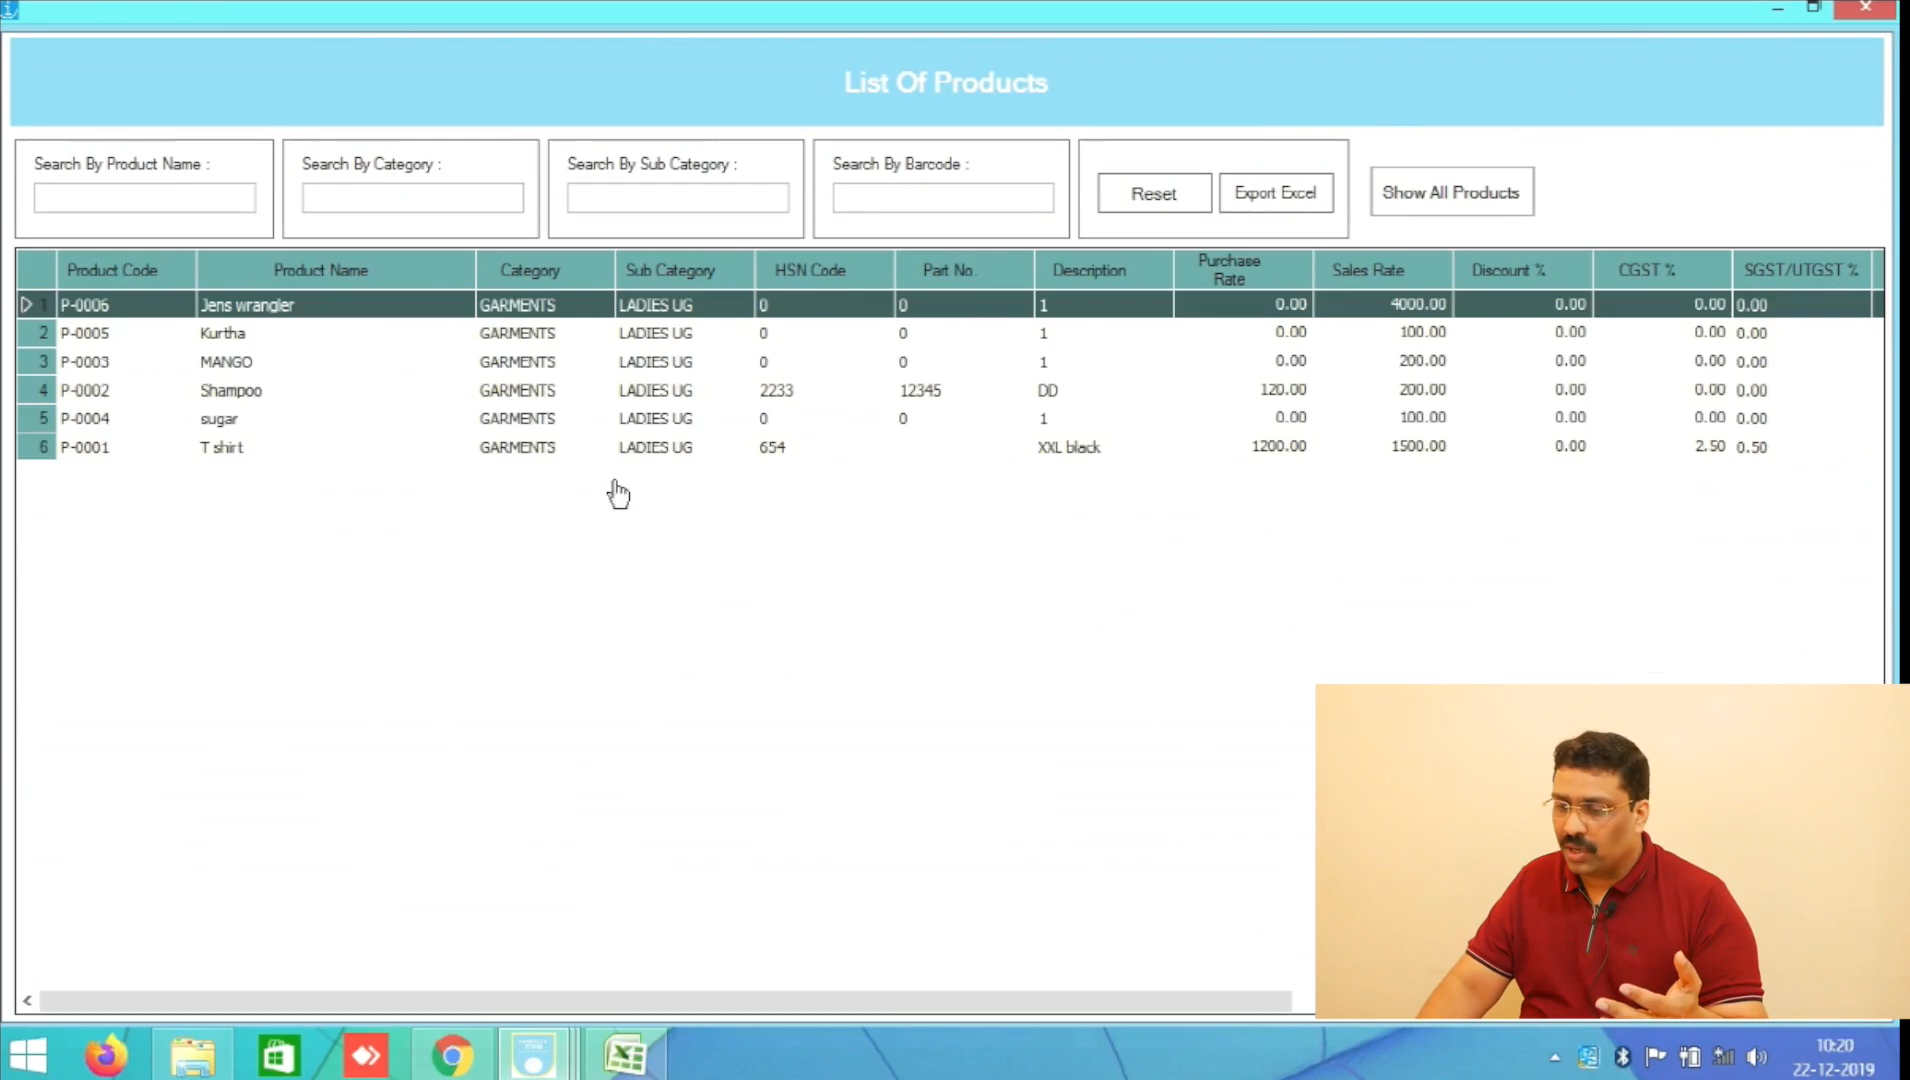 List Of Products
Search By Product Name :
Search By Category :
Search By Sub Category :
Search By Barcode :
Reset
Export Excel
Show All Products
Product Code Product Name Category Sub Category HSN Code Part No. Description Purchase Rate Sales Rate Discount % CGST % SGST/UTGST %
1 P-0006 Jens wrangler GARMENTS LADIES UG 0 0 1 0.00 4000.00 0.00 0.00 0.00
2 P-0005 Kurtha GARMENTS LADIES UG 0 0 1 0.00 100.00 0.00 0.00 0.00
3 P-0003 MANGO GARMENTS LADIES UG 0 0 1 0.00 200.00 0.00 0.00 0.00
4 P-0002 Shampoo GARMENTS LADIES UG 2233 12345 DD 120.00 200.00 0.00 0.00 0.00
5 P-0004 sugar GARMENTS LADIES UG 0 0 1 0.00 100.00 0.00 0.00 0.00
6 P-0001 T shirt GARMENTS LADIES UG 654 XXL black 1200.00 1500.00 0.00 2.50 0.50
10:20
22-12-2019